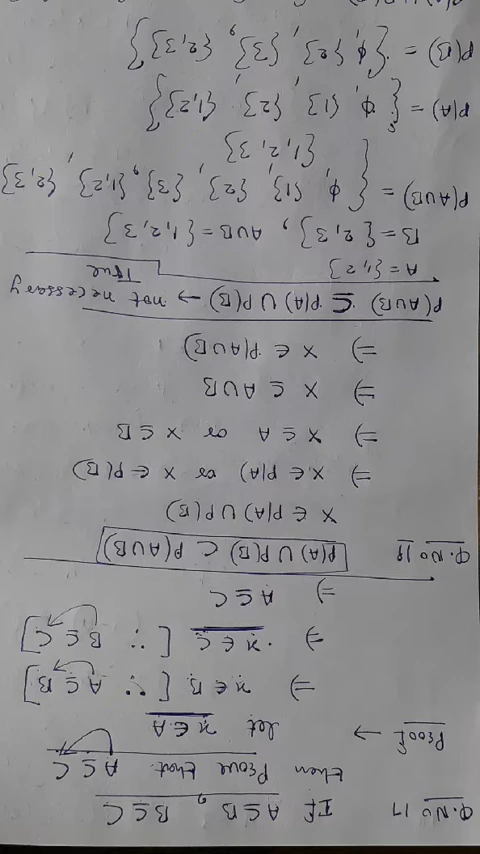 Q.No 17 If A⊆B, B⊆C
then Prove that A⊆C
Proof → let x∈A
⇒ x∈B [∵ A⊆B]
⇒ x∈C [∵ B⊆C]
⇒ A⊆C
Q.No 18 P(A)∪P(B) ⊂ P(A∪B)
X ∈ P(A)∪P(B)
⇒ X ∈ P(A) or X ∈ P(B)
⇒ X ⊆ A or X ⊆ B
⇒ X ⊆ A∪B
⇒ X ∈ P(A∪B)
P(A∪B) ⊆ P(A)∪P(B) → not necessary
True
A = {1,2}
B = {2,3}, A∪B = {1,2,3}
P(A∪B) = {ϕ, {1}, {2}, {3}, {1,2}, {2,3}
{1,2,3}
P(A) = {ϕ, {1} {2} {1,2}}
P(B) = {ϕ, {2}, {3}, {2,3}}